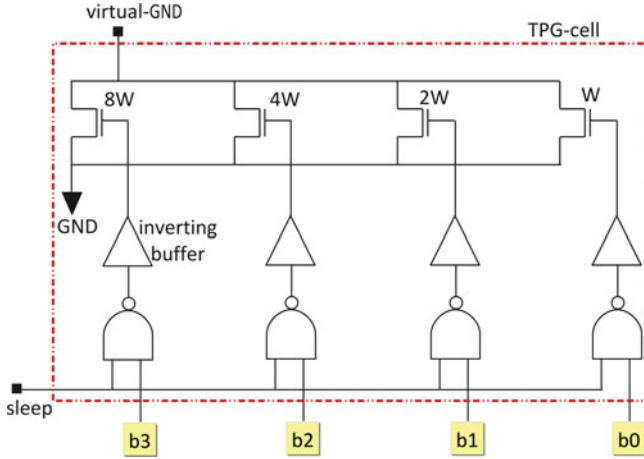 virtual-GND
TPG-cell
8W
4W
2W
W
GND
inverting
buffer
sleep
b3
b2
b1
b0